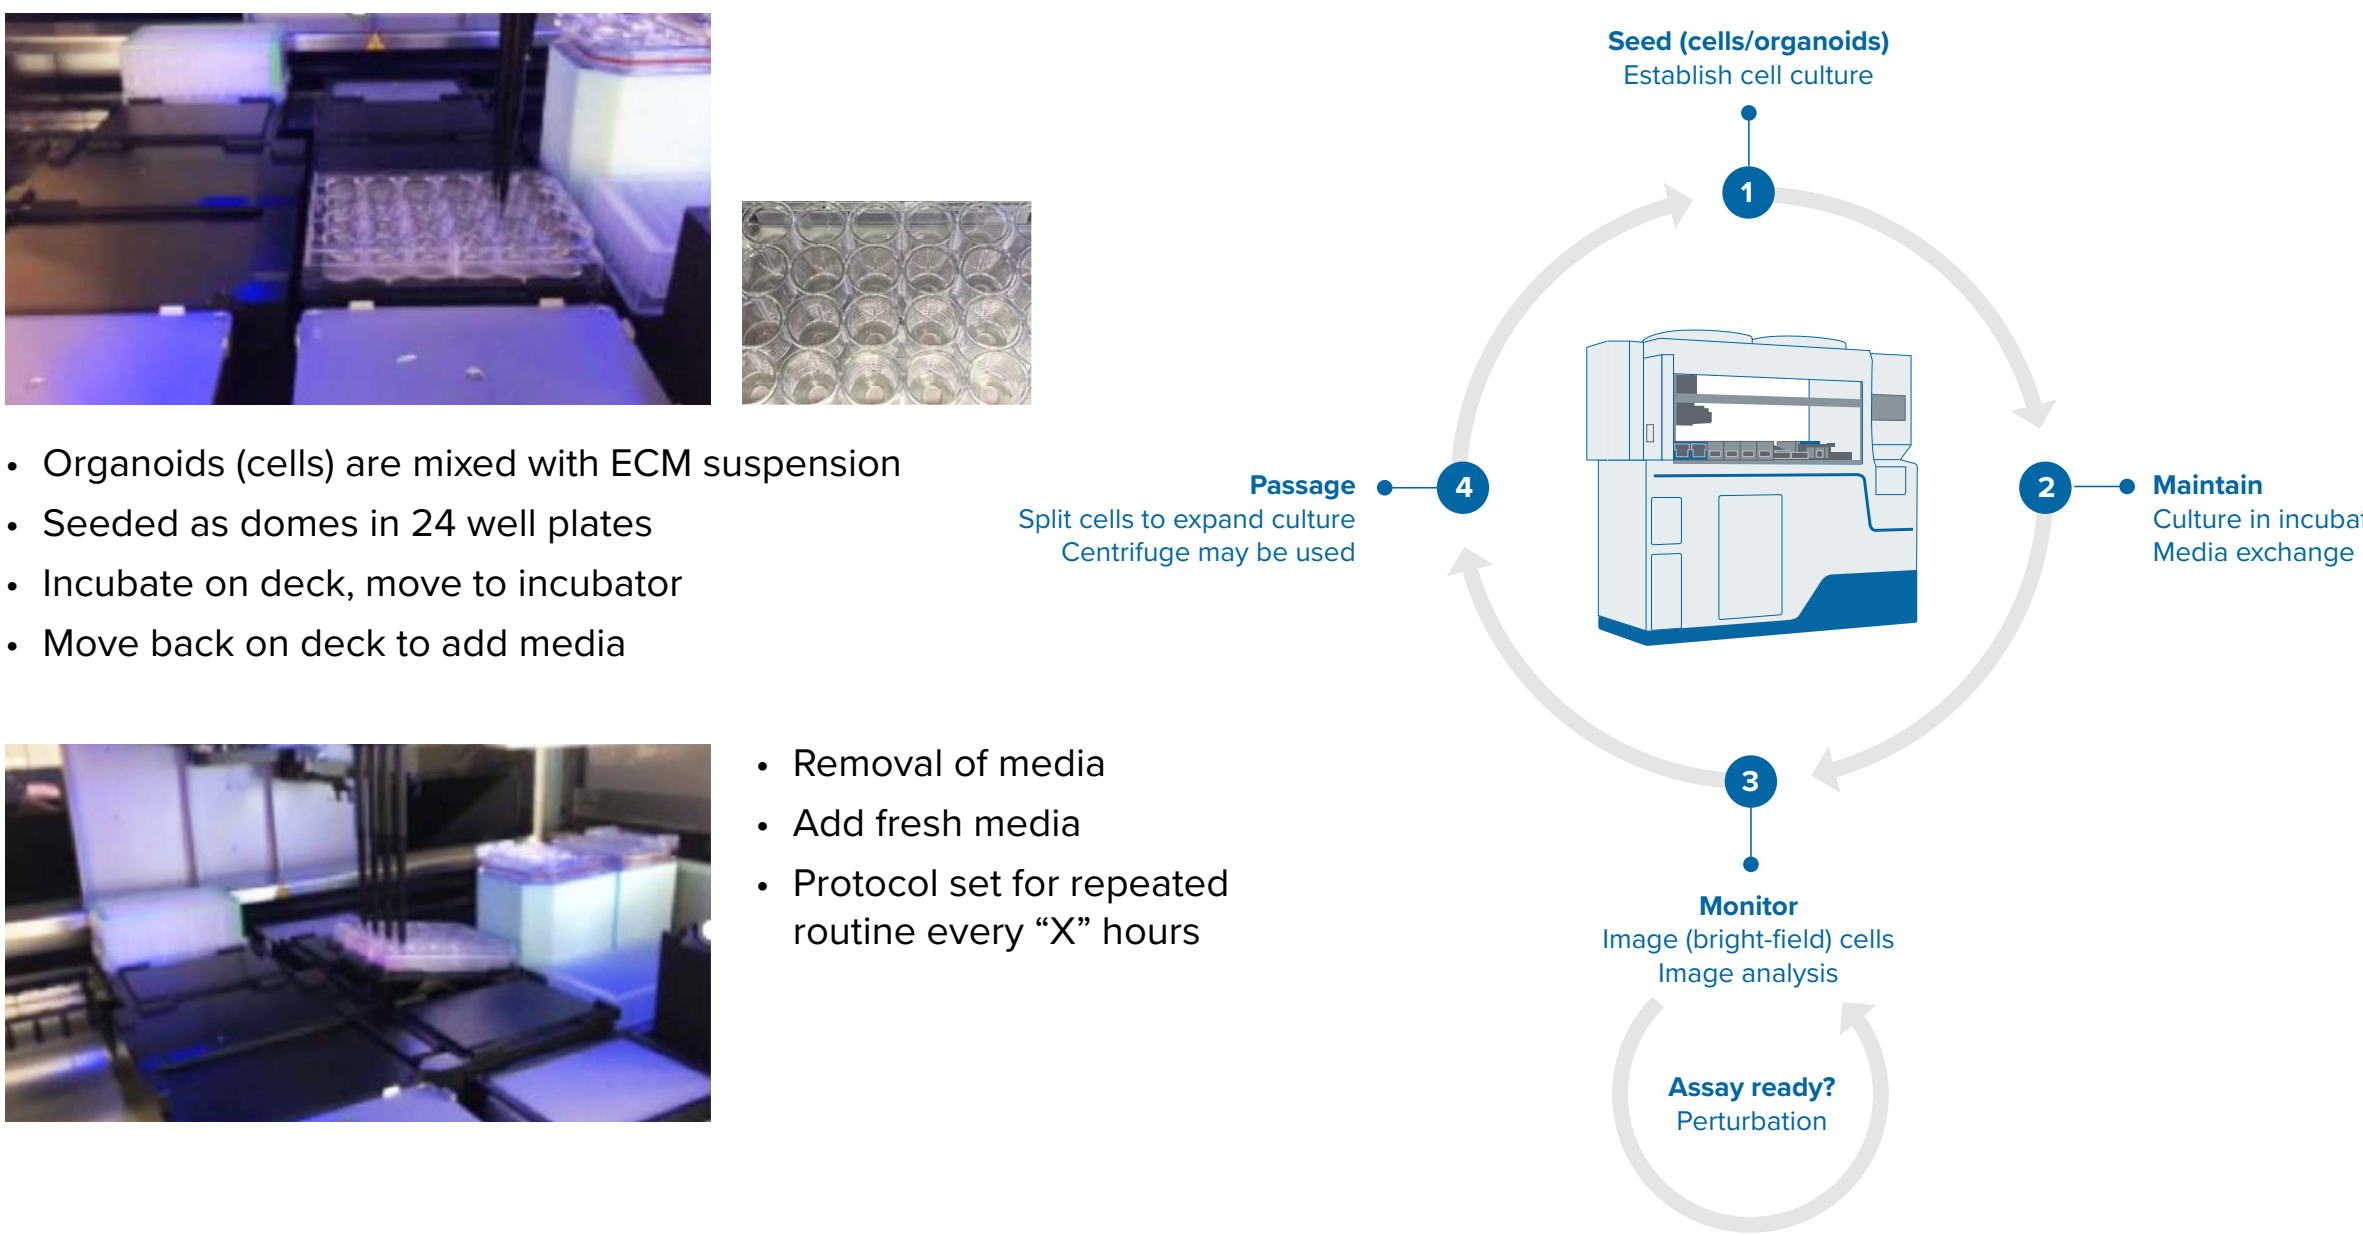 • Organoids (cells) are mixed with ECM suspension
• Seeded as domes in 24 well plates
• Incubate on deck, move to incubator
• Move back on deck to add media
• Removal of media
• Add fresh media
• Protocol set for repeated
routine every “X” hours
Seed (cells/organoids)
Establish cell culture
1
2
Maintain
Culture in
Media exchange
3
Monitor
Image (bright-field) cells
Image analysis
Assay ready?
Perturbation
4
Passage
Split cells to expand culture
Centrifuge may be used